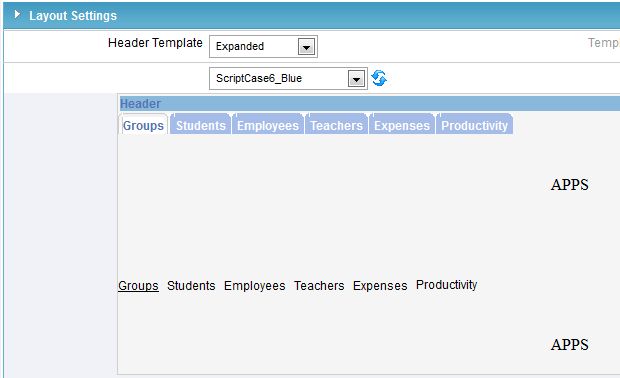 Layout Settings
Header Template Expanded
ScriptCase6_Blue
Header
Groups Students Employees Teachers Expenses Productivity
APPS
Groups Students Employees Teachers Expenses Productivity
APPS